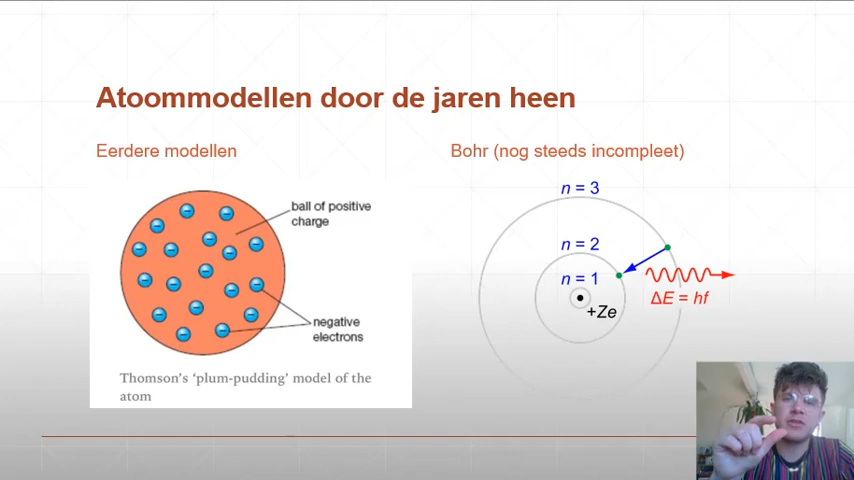 Atoommodellen door de jaren heen
Eerdere modellen
ball of positive
charge
negative
electrons
Thomson's 'plum-pudding' model of the
atom
Bohr (nog steeds incompleet)
n = 3
n = 2
n = 1
+Ze
ΔE = hf